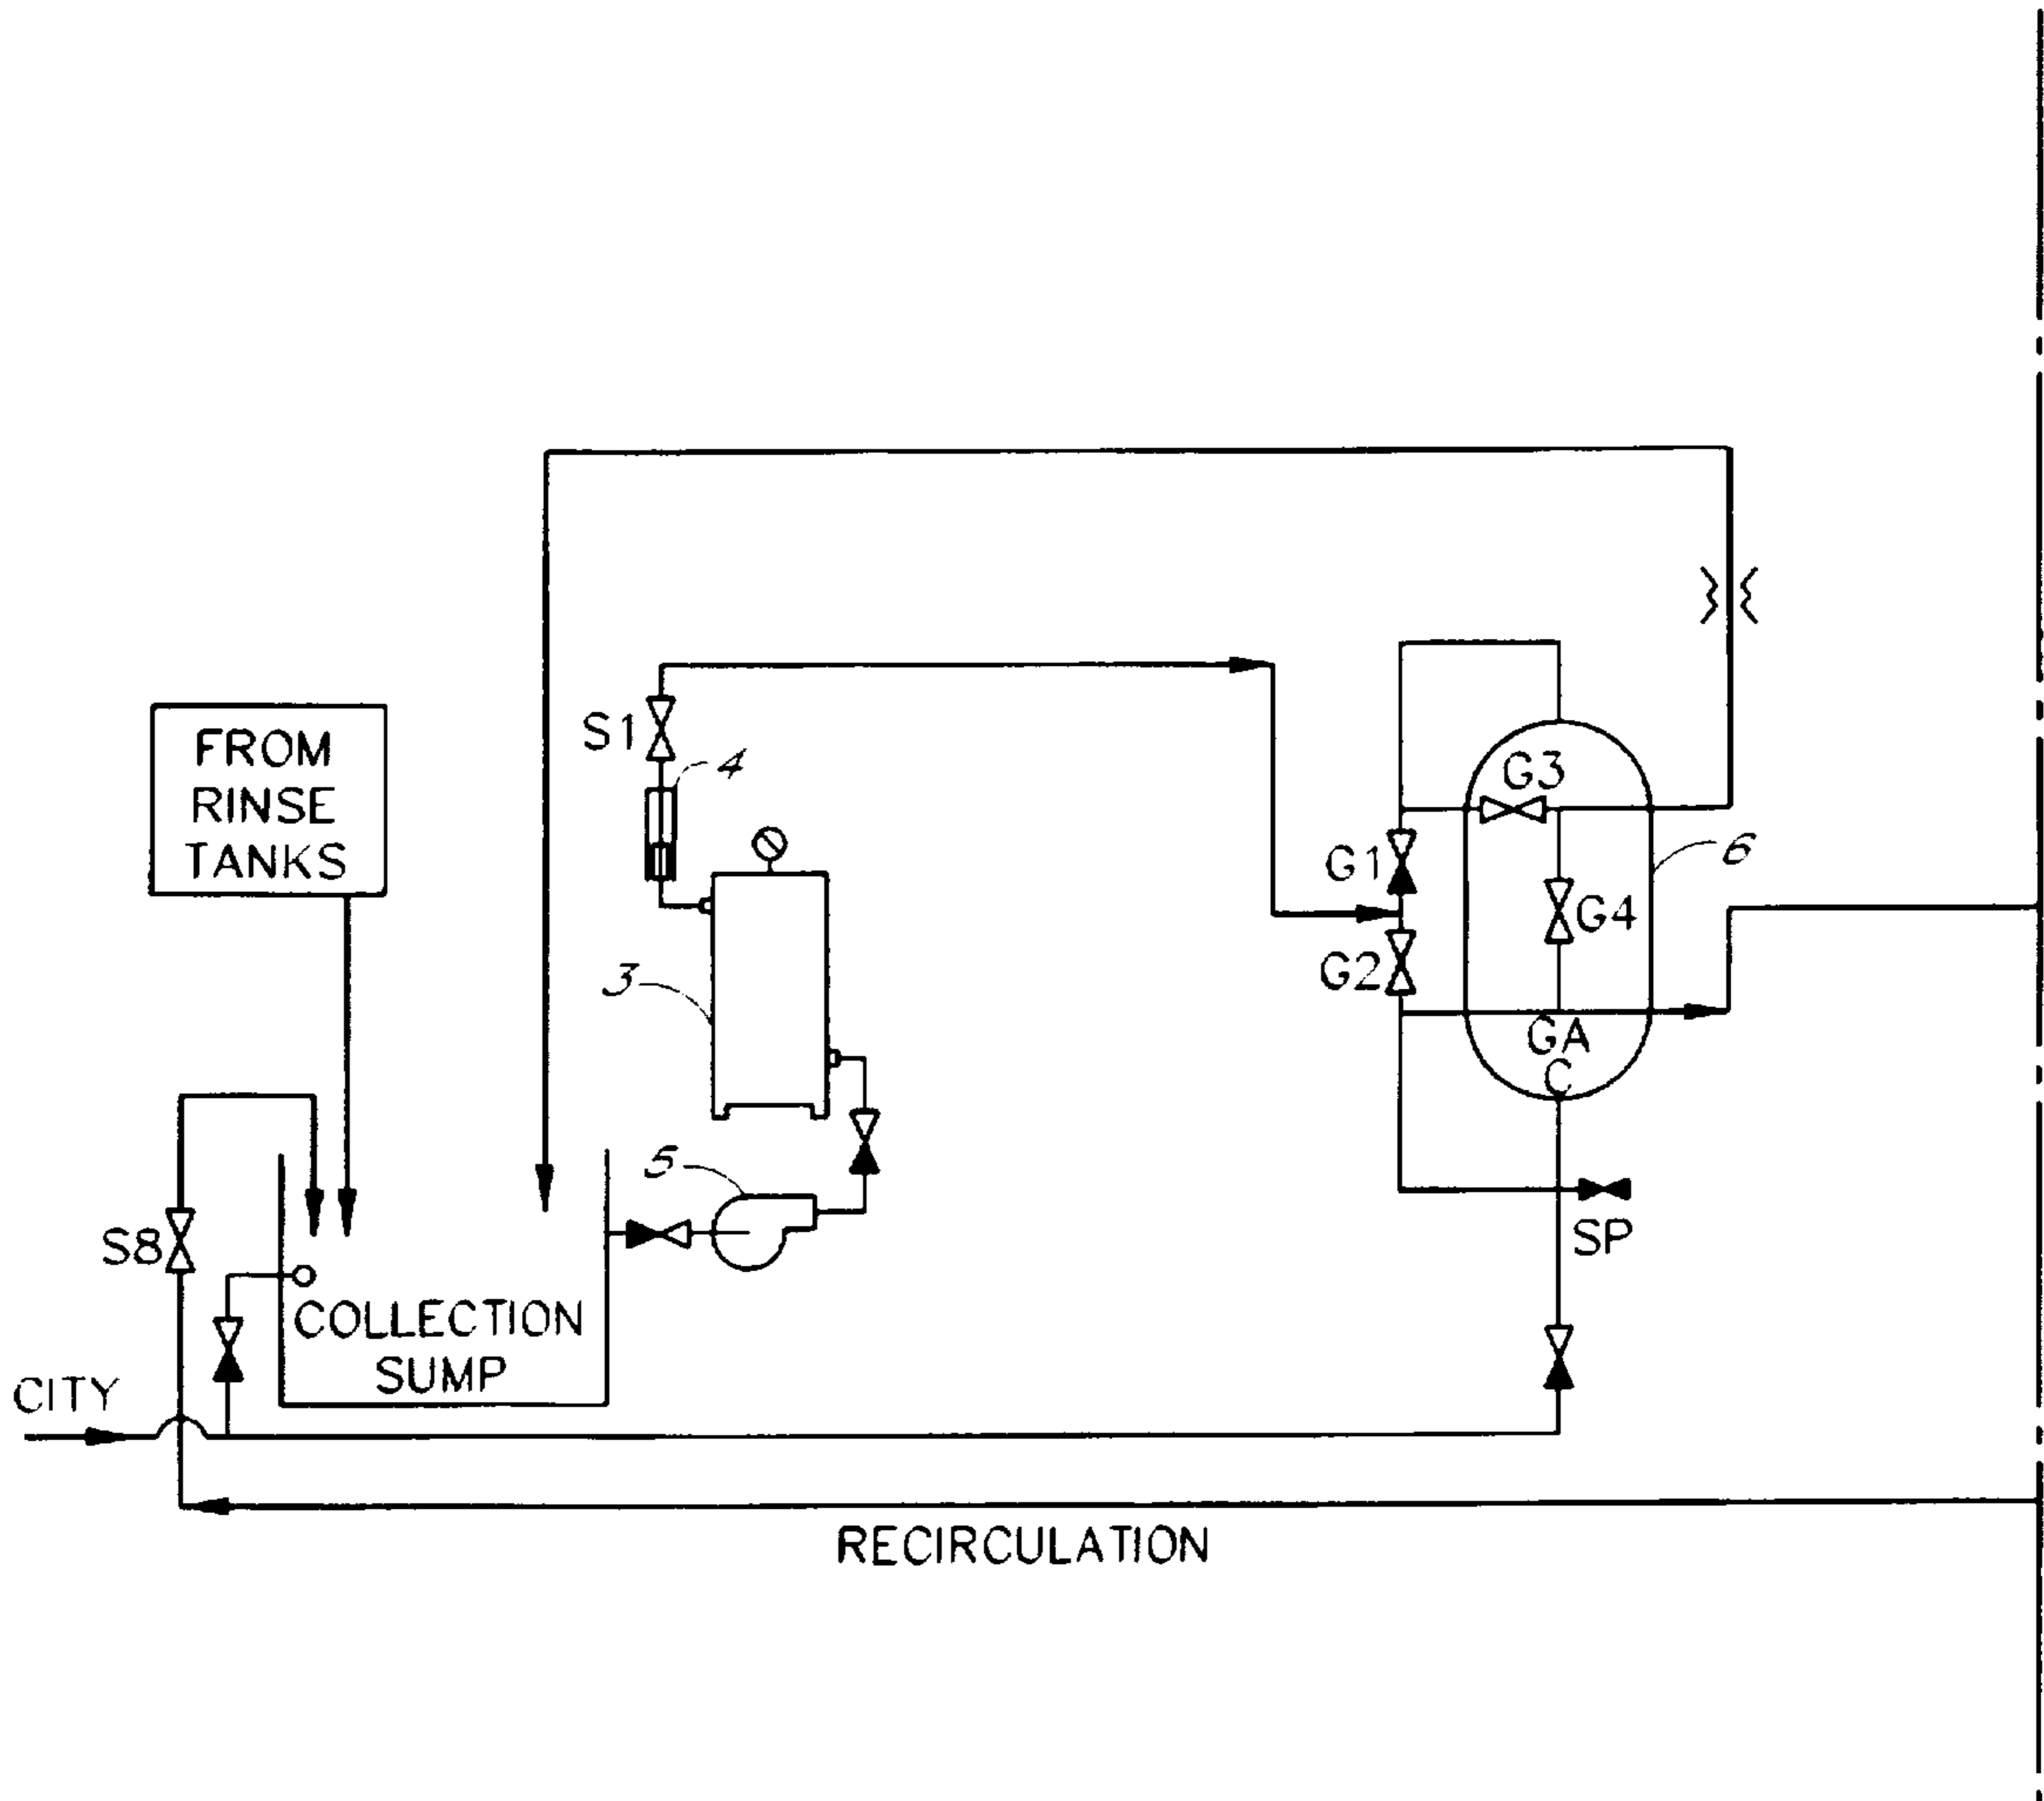 S1
4
FROM
RINSE
TANKS
G3
G1
6
G4
3
G2
GA
C
5
S8
SP
COLLECTION
SUMP
CITY
RECIRCULATION